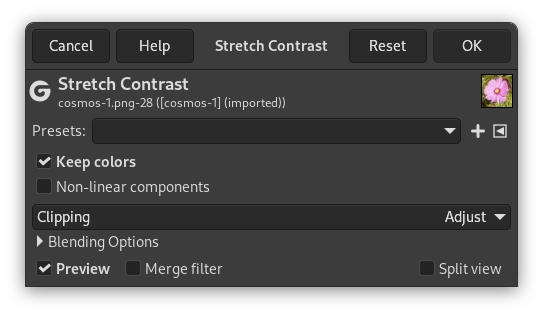 Cancel Help Stretch Contrast Reset OK
Stretch Contrast
cosmos-1.png-28 ([cosmos-1] (imported))
Presets:
Keep colors
Non-linear components
Clipping Adjust
Blending Options
Preview Merge filter Split view